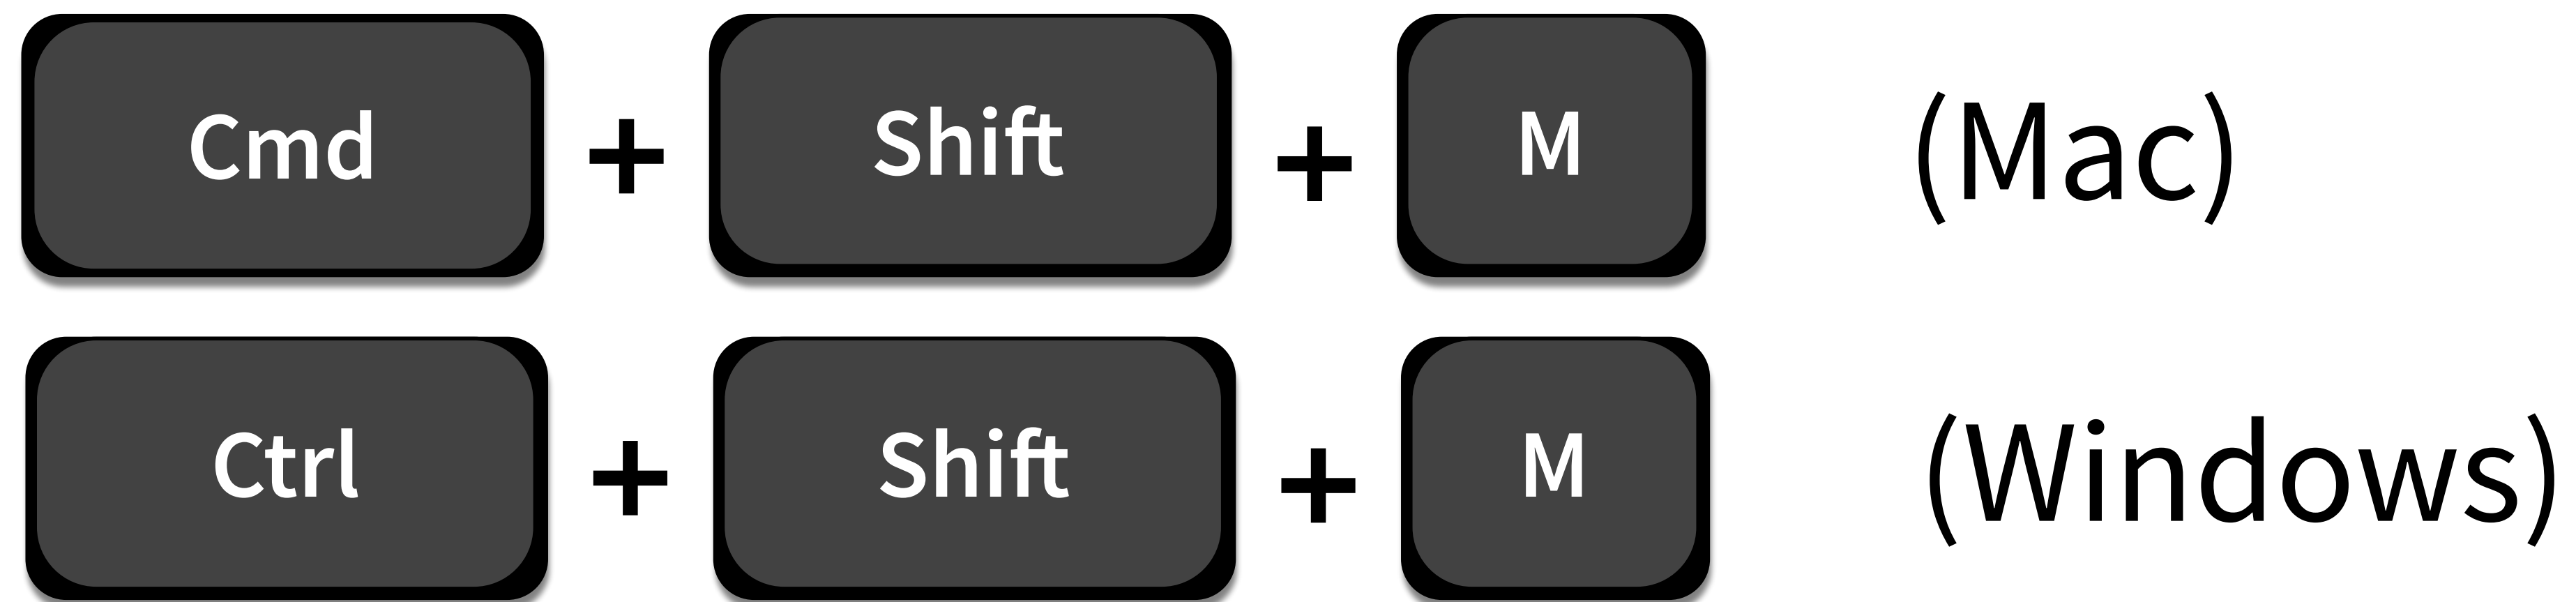 Cmd + Shift + M (Mac)
Ctrl + Shift + M (Windows)